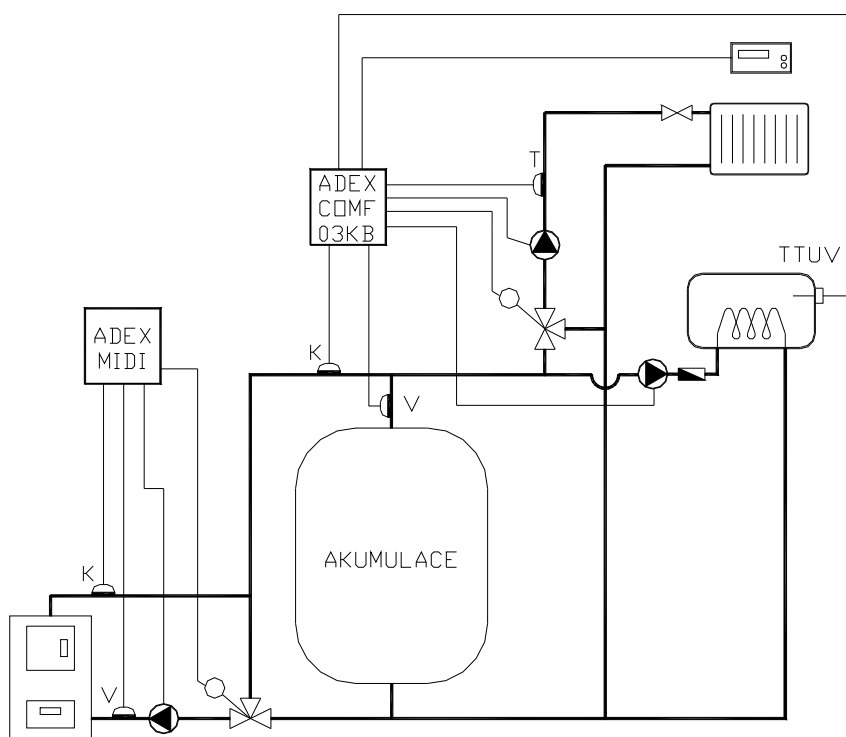 T
ADEX
COMF
03KB
TTUV
ADEX
MIDI
K
V
AKUMULACE
K
V